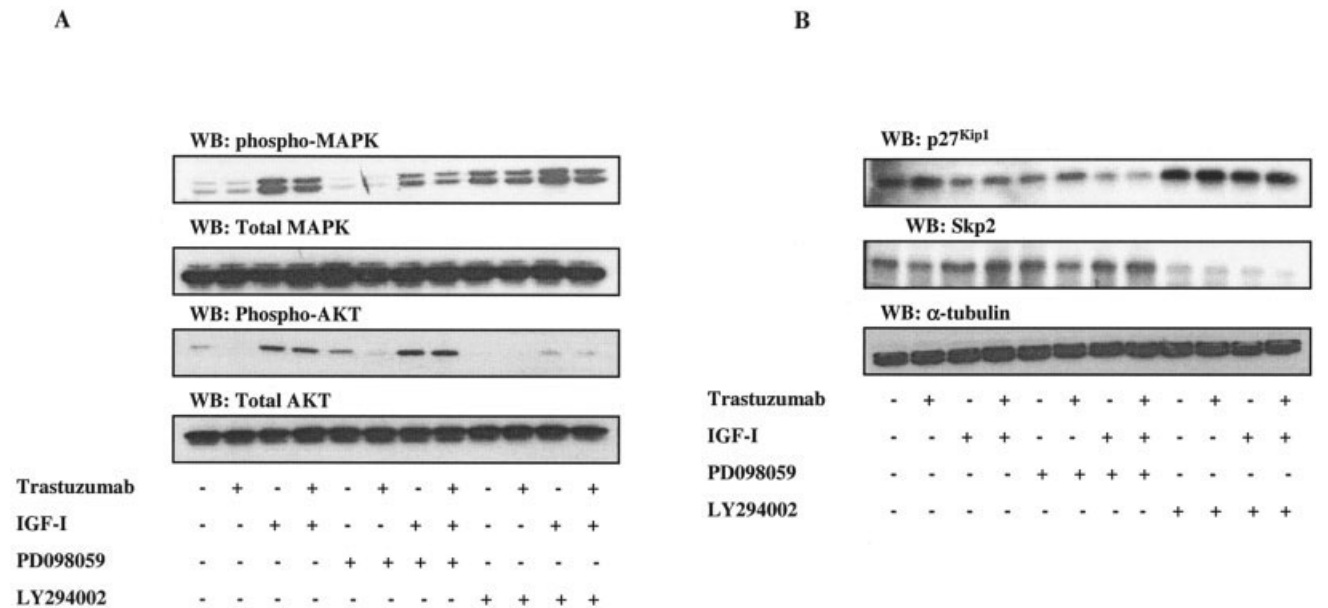 A
B
WB: phospho-MAPK
WB: Total MAPK
WB: Phospho-AKT
WB: Total AKT
Trastuzumab - + - + - + - + - + - +
IGF-I - - + + - - + + - - + +
PD098059 - - - - + + + + - - - -
LY294002 - - - - - - - - + + + +
WB: p27Kip1
WB: Skp2
WB: α-tubulin
Trastuzumab - + - + - + - + - + - +
IGF-I - - + + - - + + - - + +
PD098059 - - - - + + + + - - - -
LY294002 - - - - - - - - + + + +